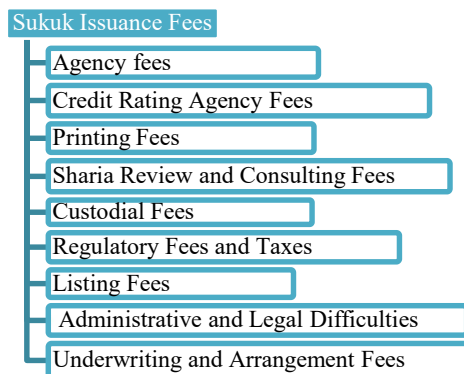 Sukuk Issuance Fees
Agency fees
Credit Rating Agency Fees
Printing Fees
Sharia Review and Consulting Fees
Custodial Fees
Regulatory Fees and Taxes
Listing Fees
Administrative and Legal Difficulties
Underwriting and Arrangement Fees